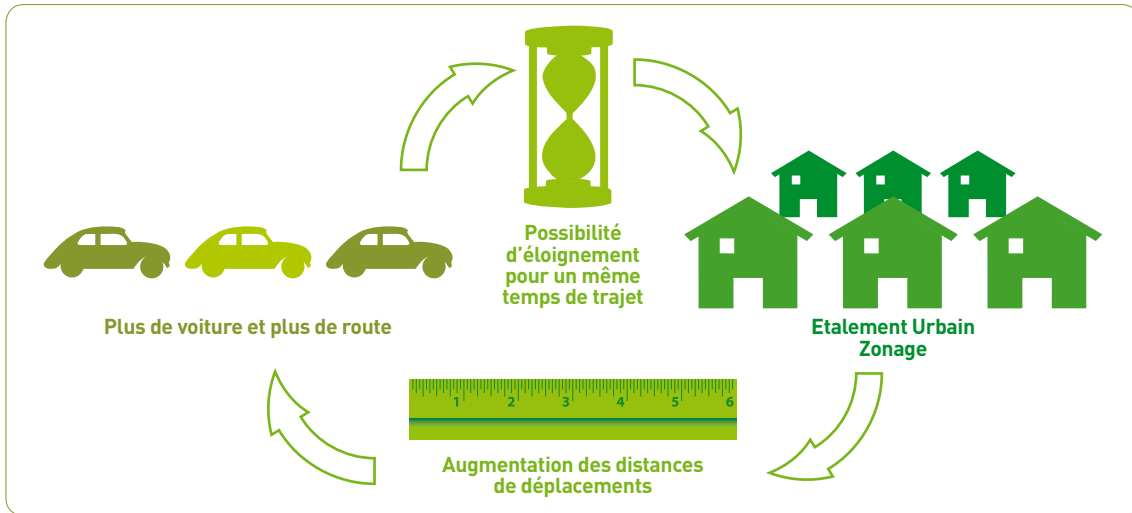 Possibilité
d'éloignement
pour un même
temps de trajet
Plus de voiture et plus de route
Etalement Urbain
Zonage
1 2 3 4 5 6
Augmentation des distances
de déplacements